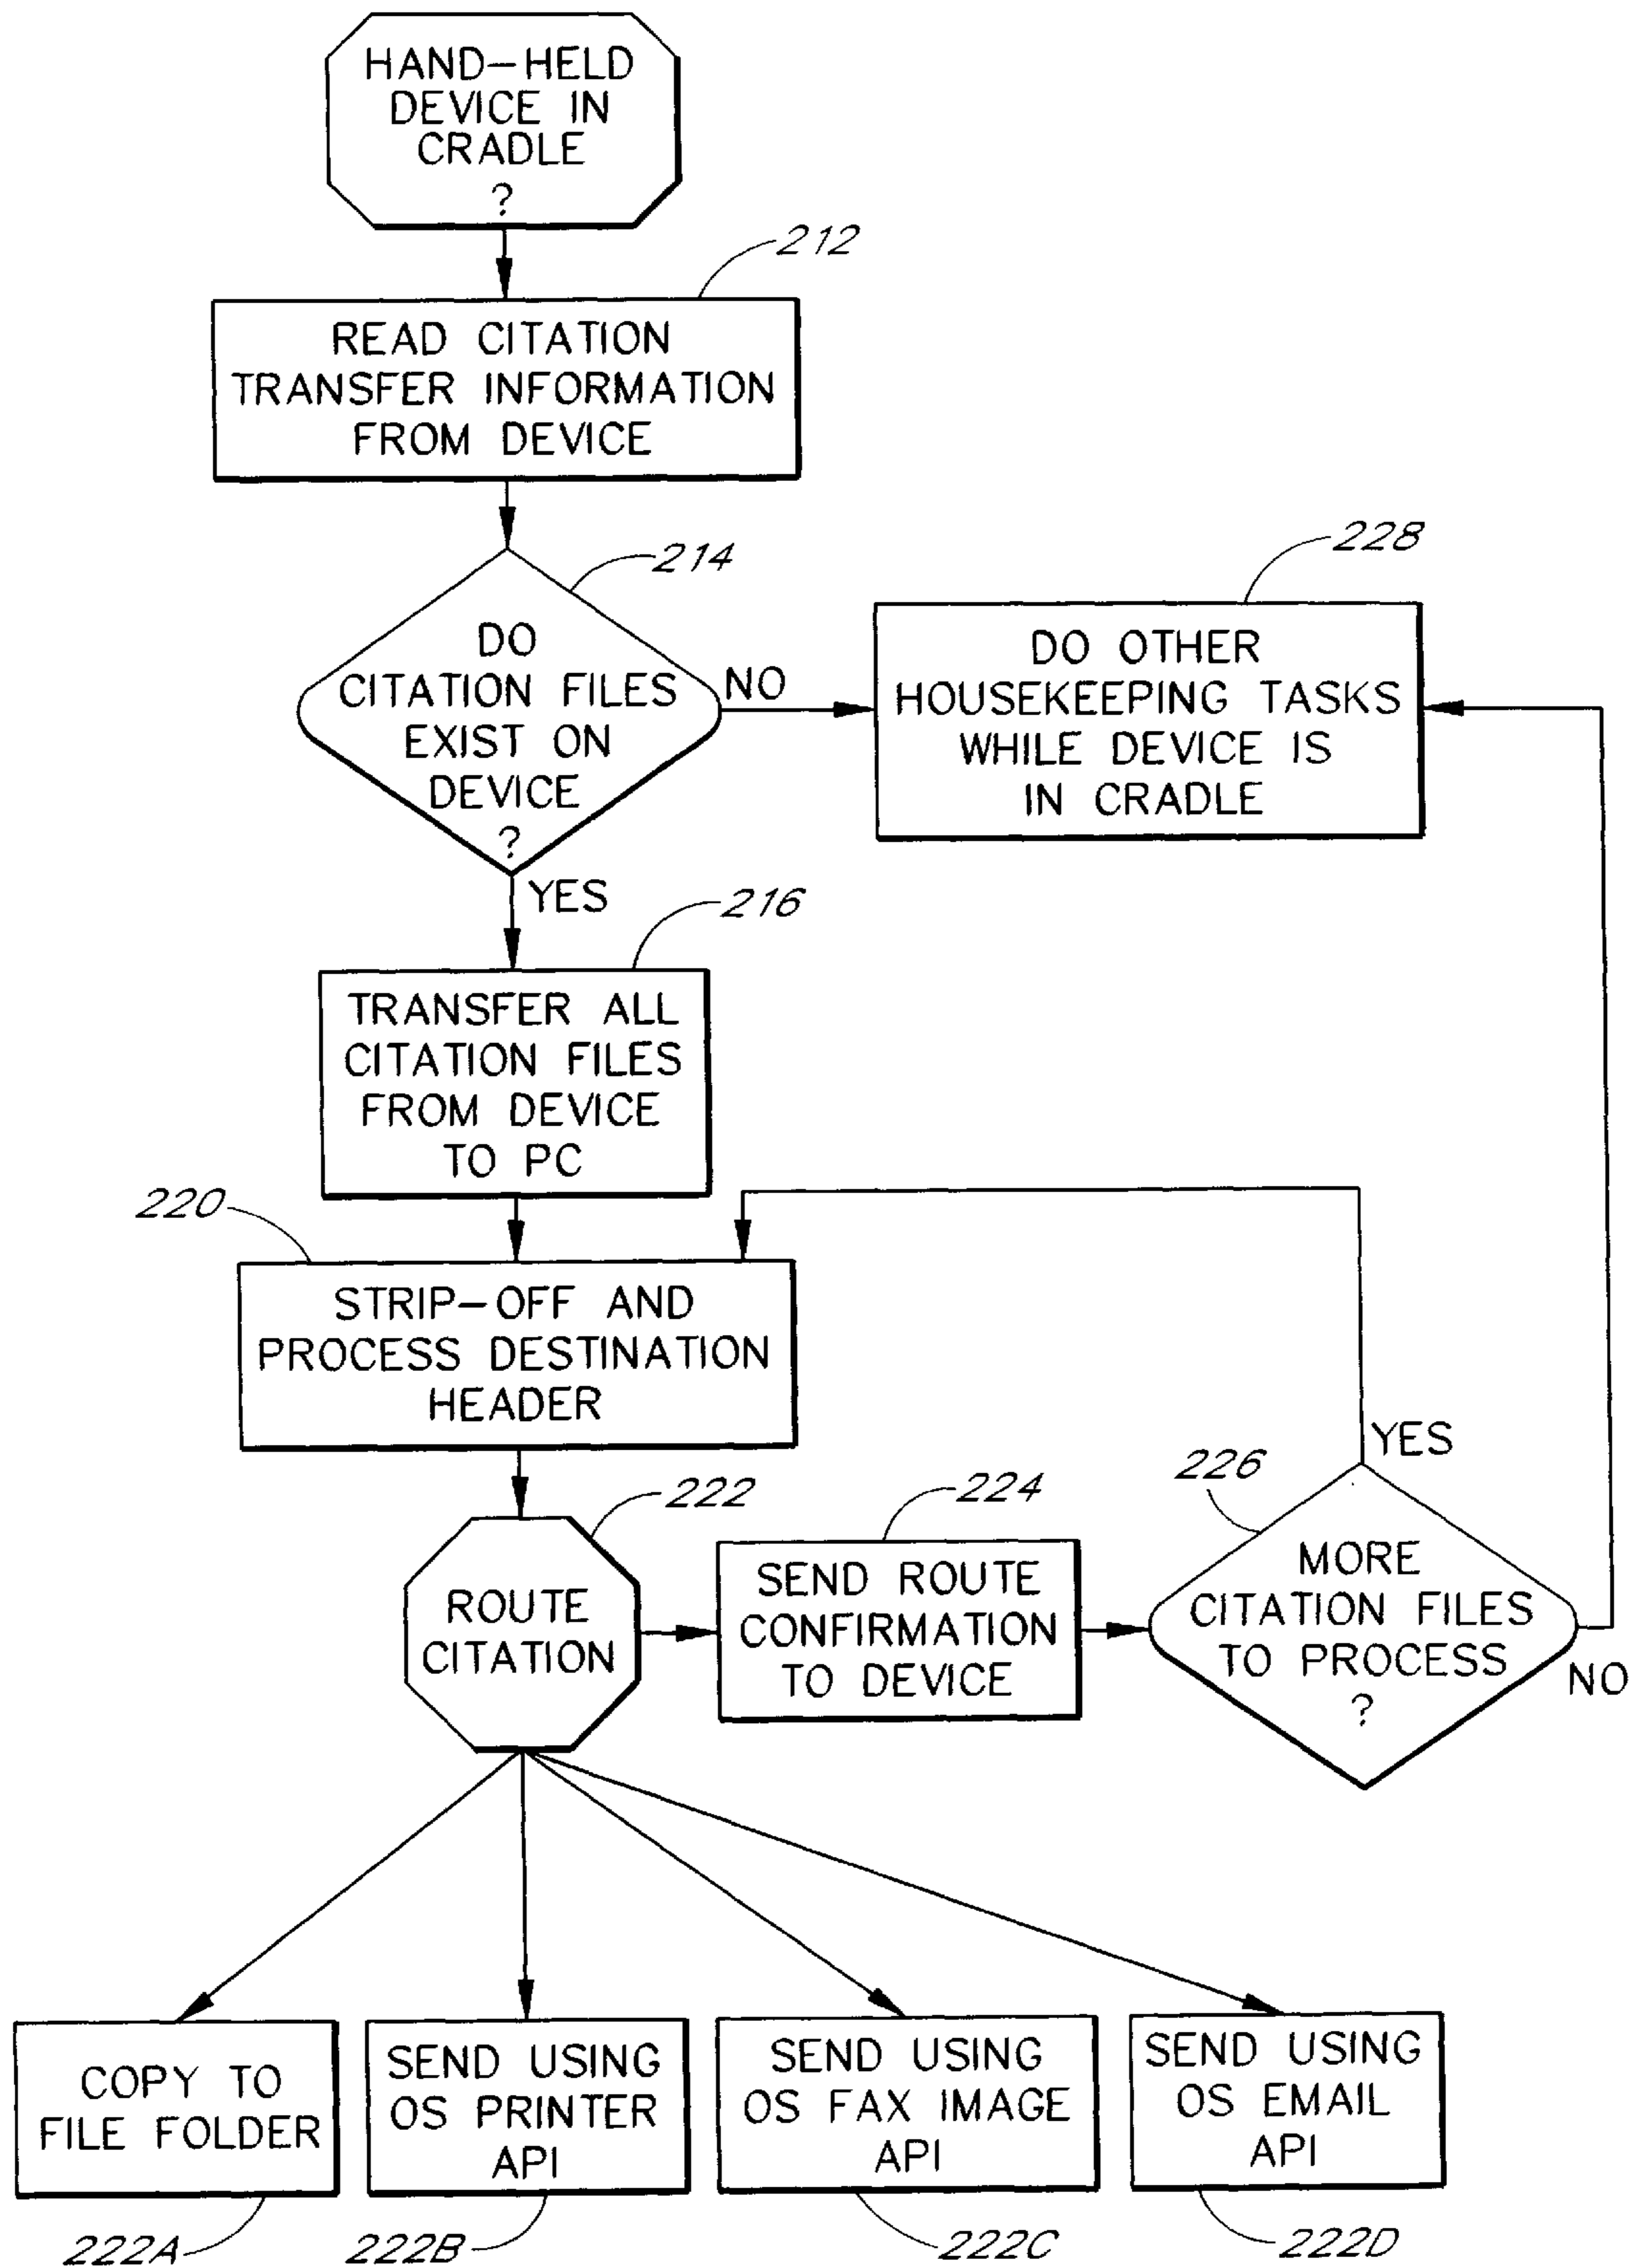 HAND-HELD
DEVICE IN
CRADLE
?
212
READ CITATION
TRANSFER INFORMATION
FROM DEVICE
214
DO
CITATION FILES
EXIST ON
DEVICE
?
NO
228
DO OTHER
HOUSEKEEPING TASKS
WHILE DEVICE IS
IN CRADLE
YES
216
TRANSFER ALL
CITATION FILES
FROM DEVICE
TO PC
220
STRIP-OFF AND
PROCESS DESTINATION
HEADER
222
ROUTE
CITATION
224
SEND ROUTE
CONFIRMATION
TO DEVICE
226
YES
MORE
CITATION FILES
TO PROCESS
?
NO
COPY TO
FILE FOLDER
222A
SEND USING
OS PRINTER
API
222B
SEND USING
OS FAX IMAGE
API
222C
SEND USING
OS EMAIL
API
222D